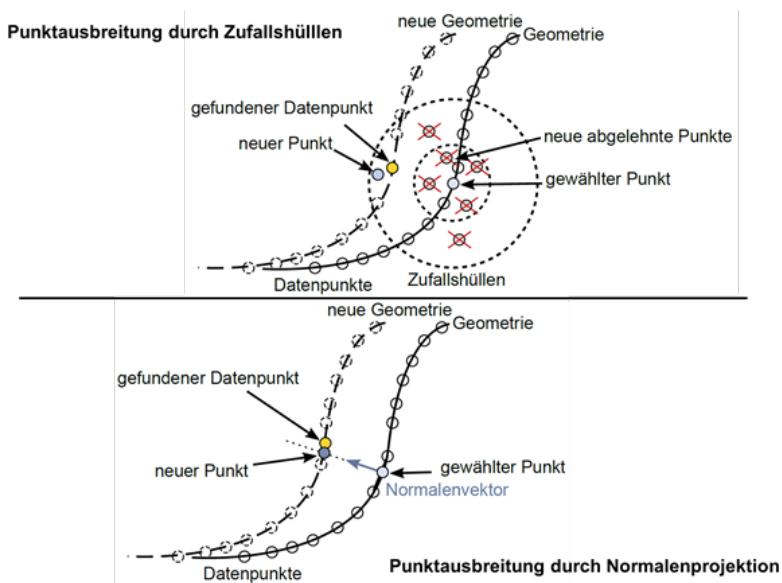 Punktausbreitung durch Zufallshülllen
neue Geometrie
Geometrie
gefundener Datenpunkt
neuer Punkt
neue abgelehnte Punkte
gewählter Punkt
Datenpunkte
Zufallshüllen
neue Geometrie
Geometrie
gefundener Datenpunkt
neuer Punkt
gewählter Punkt
Normalenvektor
Datenpunkte
Punktausbreitung durch Normalenprojektion